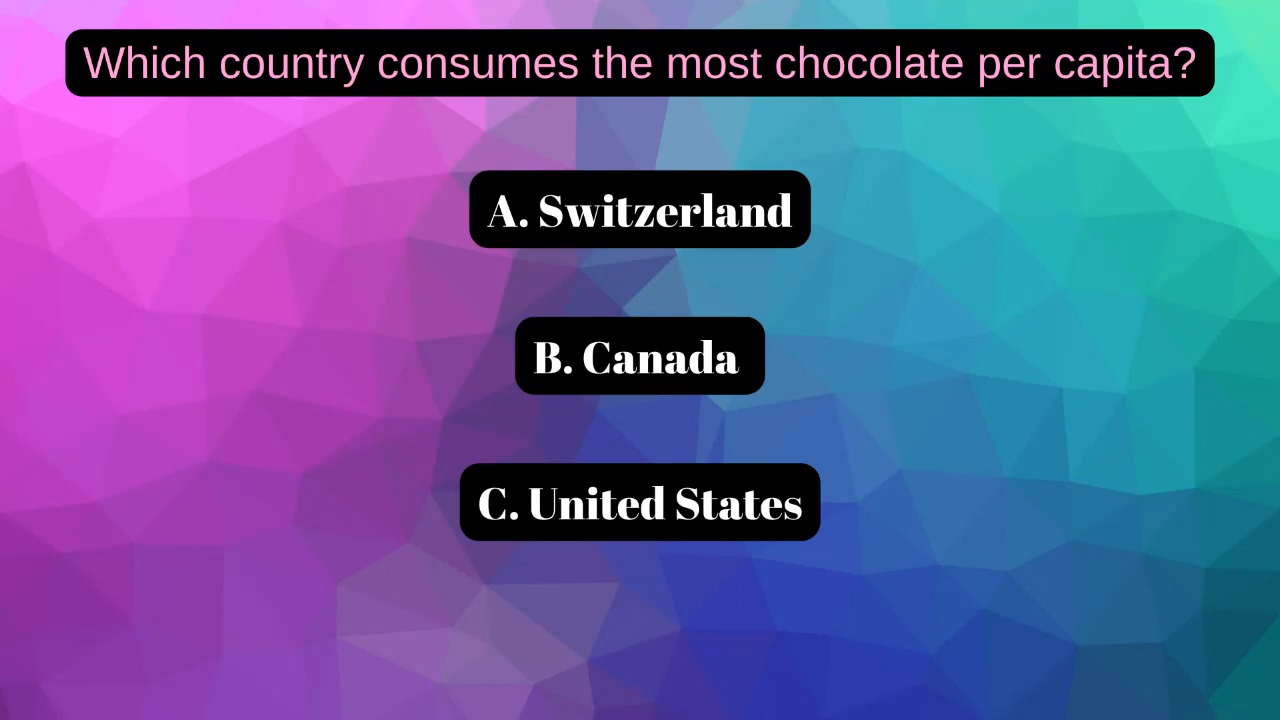 Which country consumes the most chocolate per capita?
A. Switzerland
B. Canada
C. United States